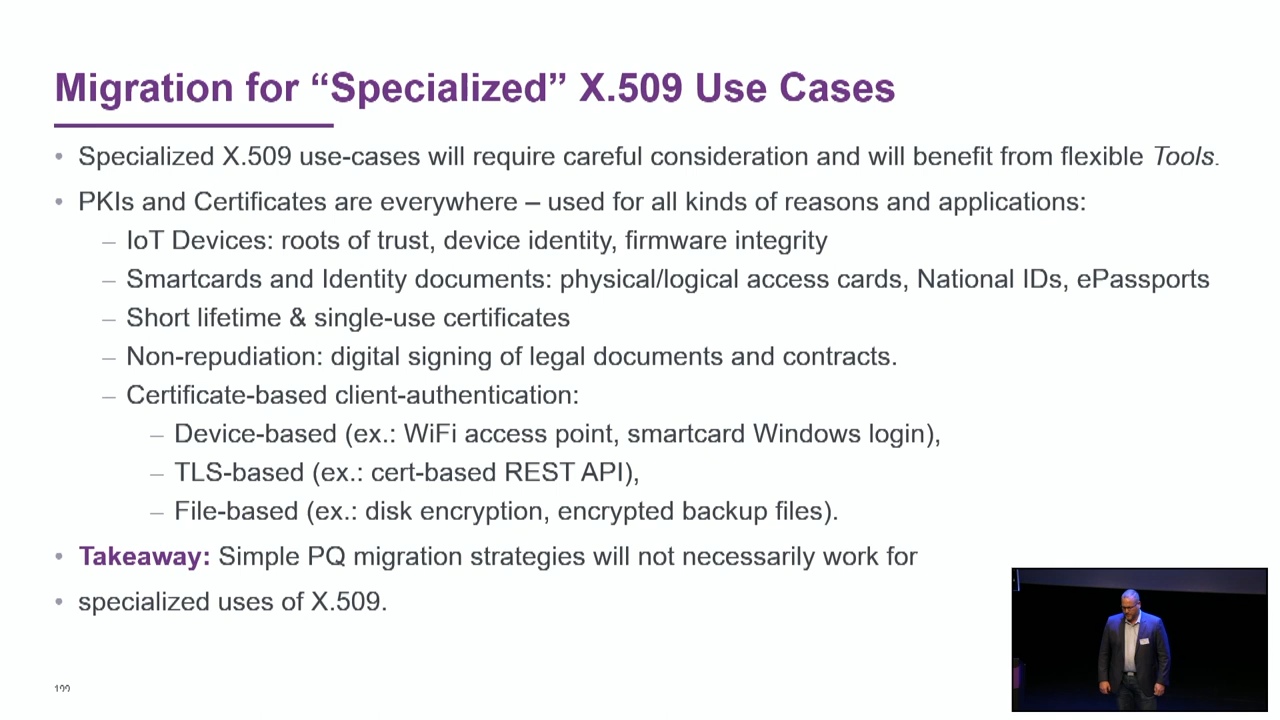 Migration for “Specialized” X.509 Use Cases
• Specialized X.509 use-cases will require careful consideration and will benefit from flexible Tools.
• PKIs and Certificates are everywhere – used for all kinds of reasons and applications:
– IoT Devices: roots of trust, device identity, firmware integrity
– Smartcards and Identity documents: physical/logical access cards, National IDs, ePassports
– Short lifetime & single-use certificates
– Non-repudiation: digital signing of legal documents and contracts.
– Certificate-based client-authentication:
– Device-based (ex.: WiFi access point, smartcard Windows login),
– TLS-based (ex.: cert-based REST API),
– File-based (ex.: disk encryption, encrypted backup files).
• Takeaway: Simple PQ migration strategies will not necessarily work for
• specialized uses of X.509.